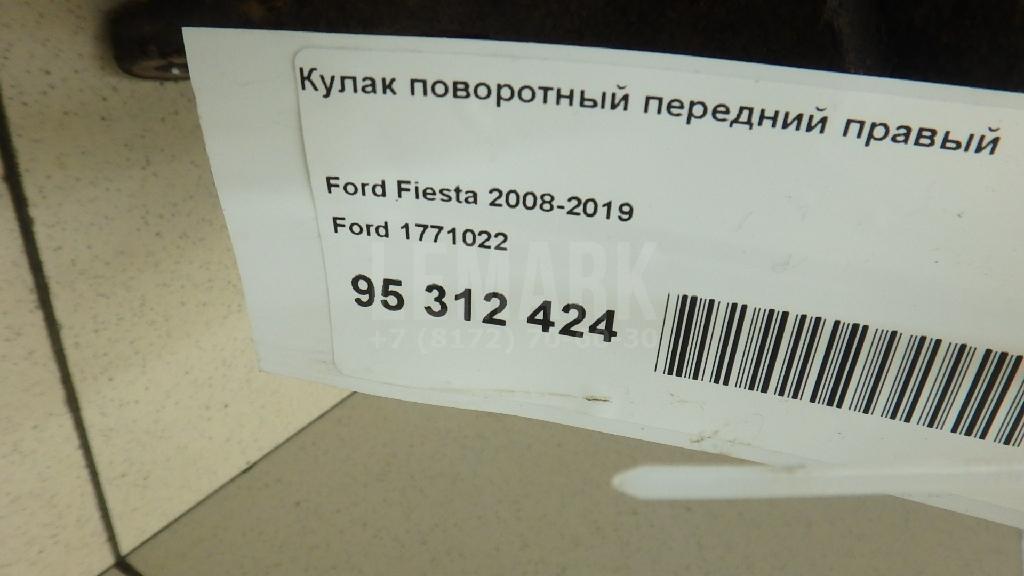 Кулак поворотный передний правый
Ford Fiesta 2008-2019
Ford 1771022
95 312 424
LEMARK